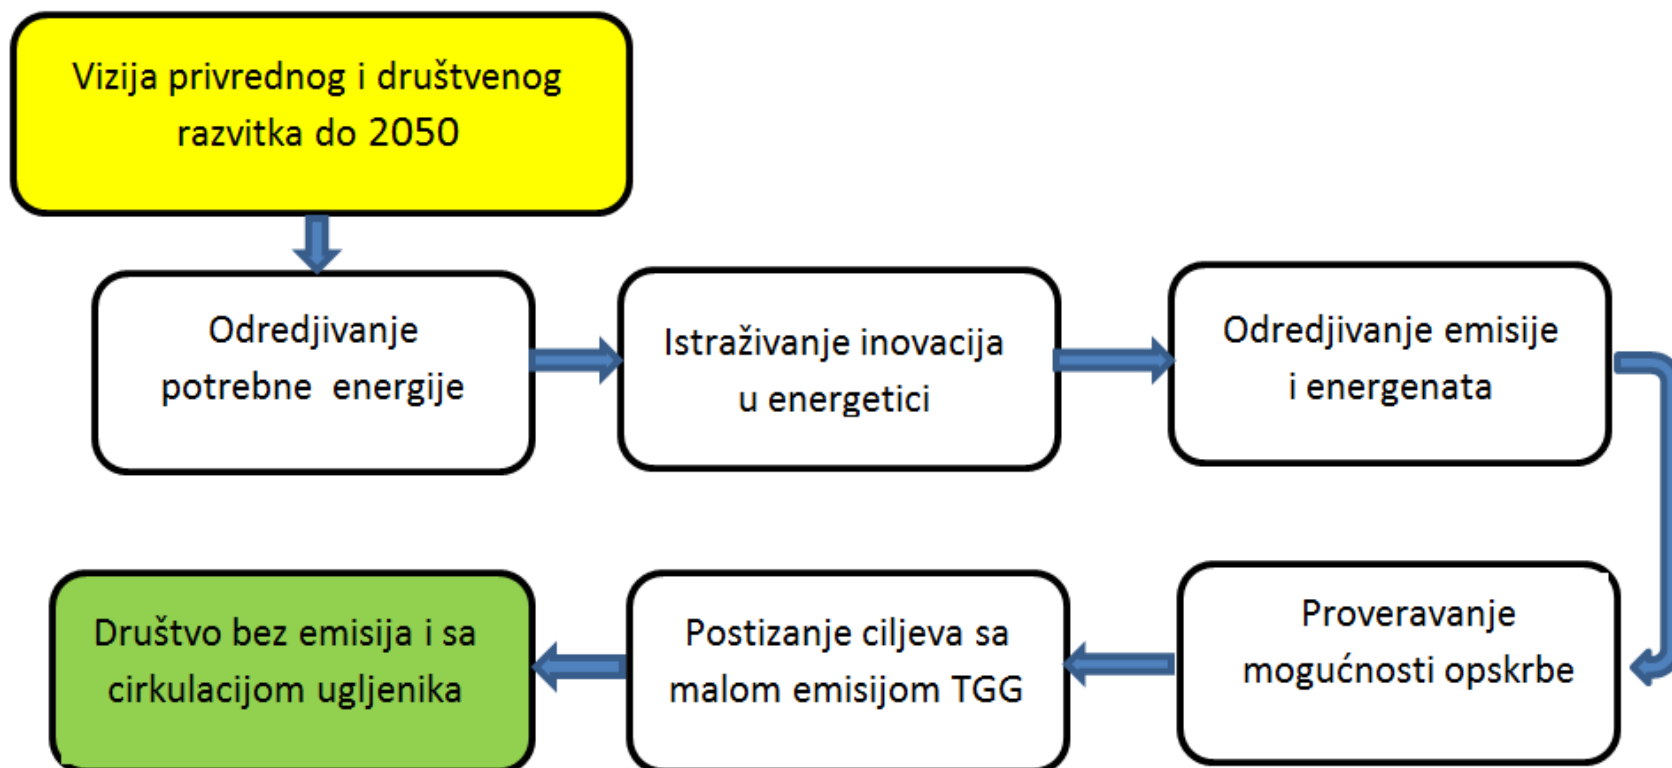 Vizija privrednog i društvenog
razvitka do 2050
Odredjivanje
potrebne energije
Istraživanje inovacija
u energetici
Odredjivanje emisije
i energenata
Proveravanje
mogućnosti opskrbe
Postizanje ciljeva sa
malom emisijom TGG
Društvo bez emisija i sa
cirkulacijom ugljenika